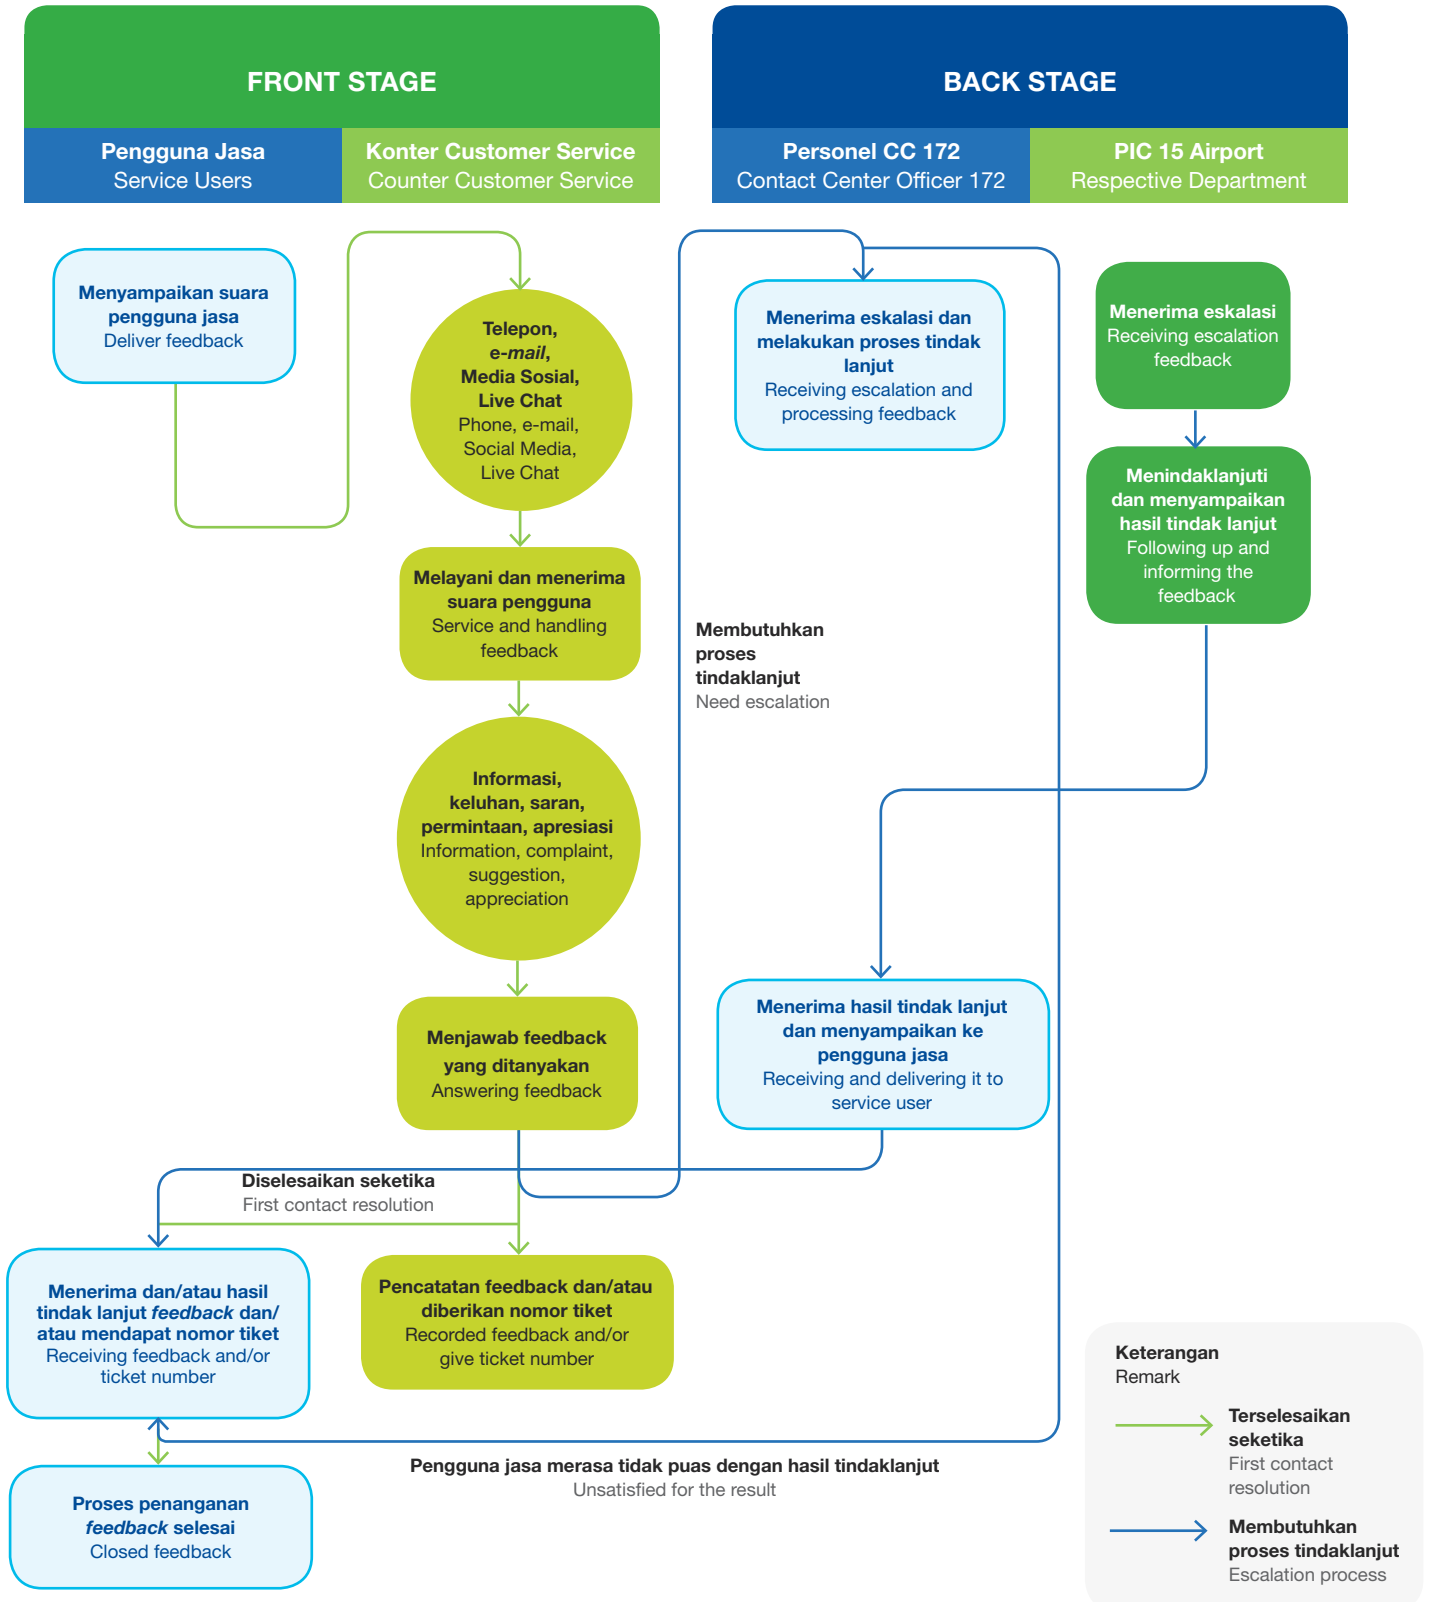 FRONT STAGE
BACK STAGE
Pengguna Jasa
Service Users
Konter Customer Service
Counter Customer Service
Personel CC 172
Contact Center Officer 172
PIC 15 Airport
Respective Department
Menyampaikan suara
pengguna jasa
Deliver feedback
Telepon,
e-mail,
Media Sosial,
Live Chat
Phone, e-mail,
Social Media,
Live Chat
Melayani dan menerima
suara pengguna
Service and handling
feedback
Informasi,
keluhan, saran,
permintaan, apresiasi
Information, complaint,
suggestion,
appreciation
Menjawab feedback
yang ditanyakan
Answering feedback
Membutuhkan
proses
tindaklanjut
Need escalation
Menerima eskalasi dan
melakukan proses tindak
lanjut
Receiving escalation and
processing feedback
Menerima eskalasi
Receiving escalation
feedback
Menindaklanjuti
dan menyampaikan
hasil tindak lanjut
Following up and
informing the
feedback
Menerima hasil tindak lanjut
dan menyampaikan ke
pengguna jasa
Receiving and delivering it to
service user
Diselesaikan seketika
First contact resolution
Menerima dan/atau hasil
tindak lanjut feedback dan/
atau mendapat nomor tiket
Receiving feedback and/or
ticket number
Pencatatan feedback dan/atau
diberikan nomor tiket
Recorded feedback and/or
give ticket number
Pengguna jasa merasa tidak puas dengan hasil tindaklanjut
Unsatisfied for the result
Proses penanganan
feedback selesai
Closed feedback
Keterangan
Remark
Terselesaikan
seketika
First contact
resolution
Membutuhkan
proses tindaklanjut
Escalation process